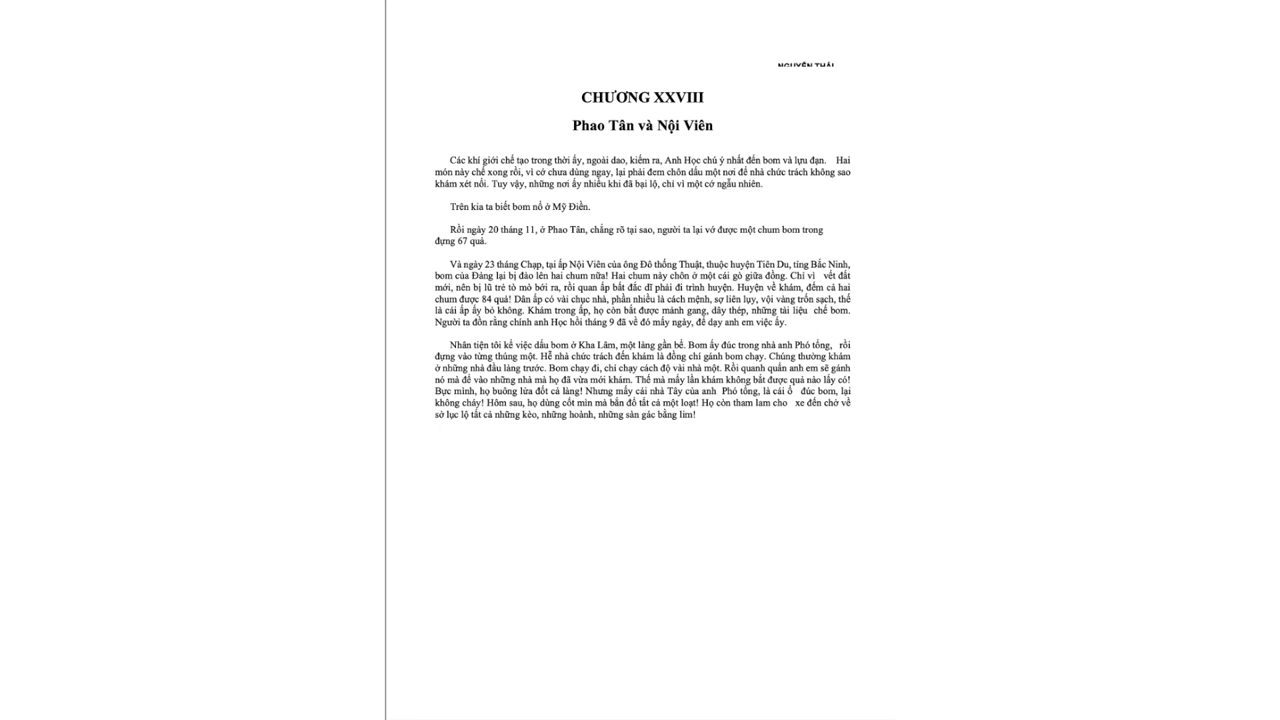 NGUYỄN THÁI
CHƯƠNG XXVIII
Phao Tân và Nội Viên
Các khí giới chế tạo trong thời ấy, ngoài dao, kiếm ra, Anh Học chú ý nhất đến bom và lựu đạn. Hai
món này chế xong rồi, vì cớ chưa dùng ngay, lại phải đem chôn dấu một nơi để nhà chức trách không sao
khám xét nổi. Tuy vậy, những nơi ấy nhiều khi đã bại lộ, chỉ vì một cớ ngẫu nhiên.
Trên kia ta biết bom nổ ở Mỹ Điền.
Rồi ngày 20 tháng 11, ở Phao Tân, chẳng rõ tại sao, người ta lại vớ được một chum bom trong
đựng 67 quả.
Và ngày 23 tháng Chạp, tại ấp Nội Viên của ông Đô thống Thuật, thuộc huyện Tiên Du, tỉng Bắc Ninh,
bom của Đảng lại bị đào lên hai chum nữa! Hai chum này chôn ở một cái gò giữa đồng. Chỉ vì vết đất
mới, nên bị lũ trẻ tò mò bới ra, rồi quan ấp bất đắc dĩ phải đi trình huyện. Huyện về khám, đếm cả hai
chum được 84 quả! Dân ấp có vài chục nhà, phần nhiều là cách mệnh, sợ liên lụy, vội vàng trốn sạch, thế
là cái ấp ấy bỏ không. Khám trong ấp, họ còn bắt được mảnh gang, dây thép, những tài liệu chế bom.
Người ta đồn rằng chính anh Học hồi tháng 9 đã về đó mấy ngày, để dạy anh em việc ấy.
Nhân tiện tôi kể việc dấu bom ở Kha Lâm, một làng gần bể. Bom ấy đúc trong nhà anh Phó tổng, rồi
đựng vào từng thúng một. Hễ nhà chức trách đến khám là đồng chí gánh bom chạy. Chúng thường khám
ở những nhà đầu làng trước. Bom chạy đi, chỉ chạy cách độ vài nhà một. Rồi quanh quẩn anh em sẽ gánh
nó mà để vào những nhà mà họ đã vừa mới khám. Thế mà mấy lần khám không bắt được quả nào lấy có!
Bực mình, họ buông lửa đốt cả làng! Nhưng mấy cái nhà Tây của anh Phó tổng, là cái ổ đúc bom, lại
không cháy! Hôm sau, họ dùng cốt mìn mà bắn đổ tất cả một loạt! Họ còn tham lam cho xe đến chở về
sở lục lộ tất cả những kèo, những hoành, những sàn gác bằng lim!